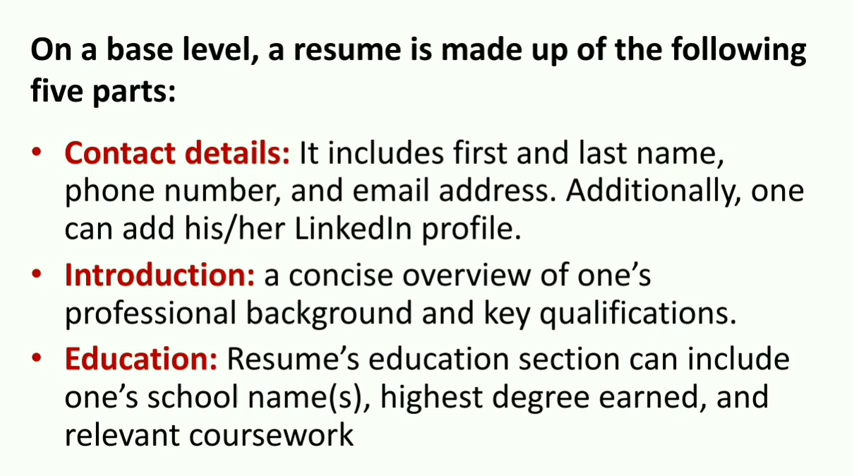 On a base level, a resume is made up of the following
five parts:
• Contact details: It includes first and last name,
phone number, and email address. Additionally, one
can add his/her LinkedIn profile.
• Introduction: a concise overview of one’s
professional background and key qualifications.
• Education: Resume’s education section can include
one’s school name(s), highest degree earned, and
relevant coursework